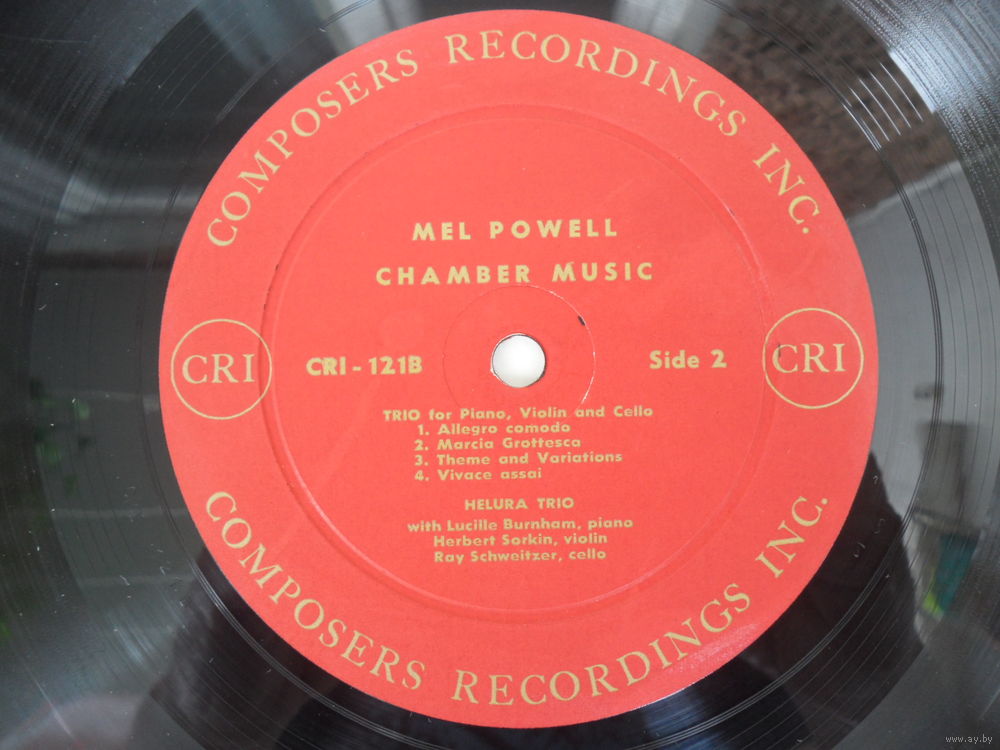 COMPOSERS RECORDINGS INC.
MEL POWELL
CHAMBER MUSIC
CRI
CRI - 121B
Side 2
CRI
TRIO for Piano, Violin and Cello
1. Allegro comodo
2. Marcia Grottesca
3. Theme and Variations
4. Vivace assai
HELURA TRIO
with Lucille Burnham, piano
Herbert Sorkin, violin
Ray Schweitzer, cello
COMPOSERS RECORDINGS INC.
www.ay.by